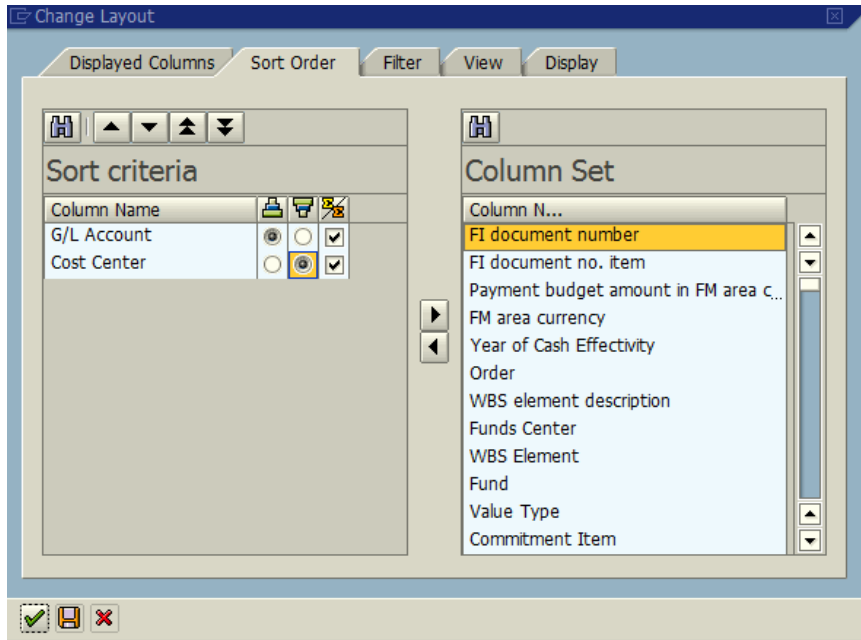 Change Layout
Displayed Columns
Sort Order
Filter
View
Display
Sort criteria
Column Name
G/L Account
Cost Center
Column Set
Column N...
FI document number
FI document no. item
Payment budget amount in FM area c...
FM area currency
Year of Cash Effectivity
Order
WBS element description
Funds Center
WBS Element
Fund
Value Type
Commitment Item